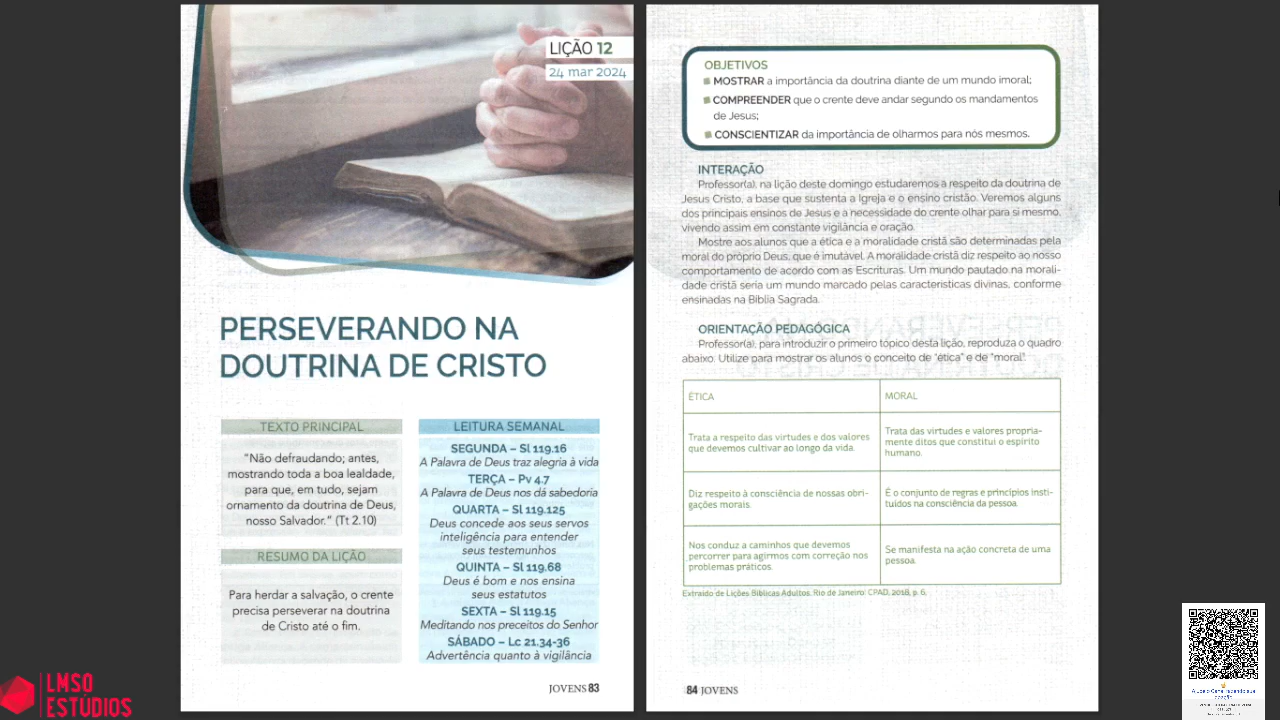 LIÇÃO 12
24 mar 2024
PERSEVERANDO NA
DOUTRINA DE CRISTO
TEXTO PRINCIPAL
“Não defraudando; antes,
mostrando toda a boa lealdade,
para que, em tudo, sejam
ornamento da doutrina de Deus,
nosso Salvador.” (Tt 2.10)
RESUMO DA LIÇÃO
Para herdar a salvação, o crente
precisa perseverar na doutrina
de Cristo até o fim.
LEITURA SEMANAL
SEGUNDA – Sl 119.16
A Palavra de Deus traz alegria à vida
TERÇA – Pv 4.7
A Palavra de Deus nos dá sabedoria
QUARTA – Sl 119.125
Deus concede aos seus servos
inteligência para entender
seus testemunhos
QUINTA – Sl 119.68
Deus é bom e nos ensina
seus estatutos
SEXTA – Sl 119.15
Meditando nos preceitos do Senhor
SÁBADO – Lc 21.34-36
Advertência quanto à vigilância
JOVENS 83
OBJETIVOS
MOSTRAR a importância da doutrina diante de um mundo imoral;
COMPREENDER que o crente deve andar segundo os mandamentos
de Jesus;
CONSCIENTIZAR da importância de olharmos para nós mesmos.
INTERAÇÃO
Professor(a), na lição deste domingo estudaremos a respeito da doutrina de
Jesus Cristo, a base que sustenta a Igreja e o ensino cristão. Veremos alguns
dos principais ensinos de Jesus e a necessidade do crente olhar para si mesmo,
vivendo assim em constante vigilância e oração.
Mostre aos alunos que a ética e a moralidade cristã são determinadas pela
moral do próprio Deus, que é imutável. A moralidade cristã diz respeito ao nosso
comportamento de acordo com as Escrituras. Um mundo pautado na morali-
dade cristã seria um mundo marcado pelas características divinas, conforme
ensinadas na Bíblia Sagrada.
ORIENTAÇÃO PEDAGÓGICA
Professor(a), para introduzir o primeiro tópico desta lição, reproduza o quadro
abaixo. Utilize para mostrar os alunos o conceito de “ética” e de “moral”.
ÉTICA
MORAL
Trata a respeito das virtudes e dos valores
que devemos cultivar ao longo da vida.
Trata das virtudes e valores propria-
mente ditos que constitui o espírito
humano.
Diz respeito à consciência de nossas obri-
gações morais.
É o conjunto de regras e princípios insti-
tuídos na consciência da pessoa.
Nos conduz a caminhos que devemos
percorrer para agirmos com correção nos
problemas práticos.
Se manifesta na ação concreta de uma
pessoa.
Extraído de Lições Bíblicas Adultos. Rio de Janeiro: CPAD, 2018, p. 6.
84 JOVENS
LMSO
ESTUDIOS